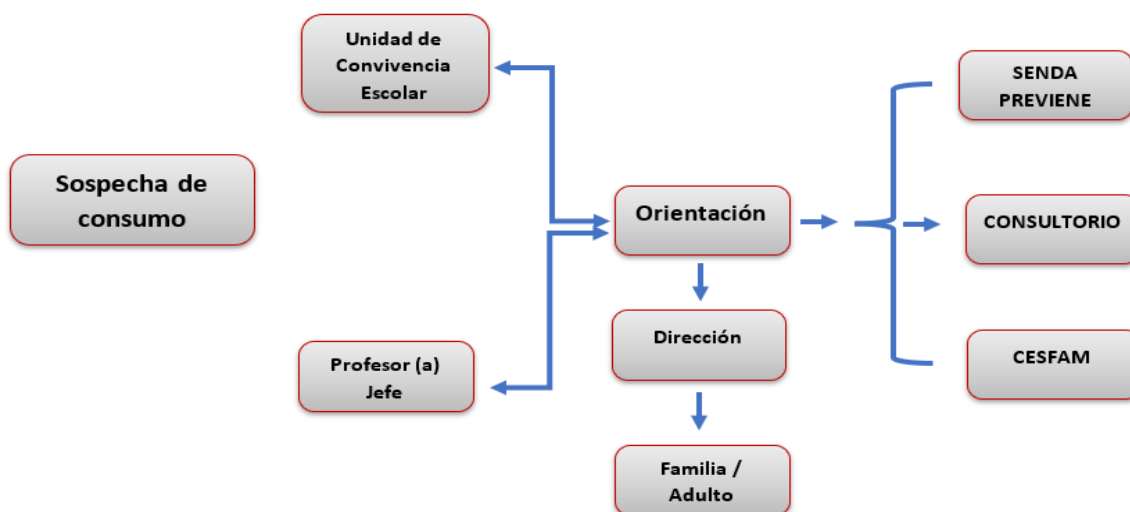 Unidad de
Convivencia
Escolar
SENDA
PREVIENE
Sospecha de
consumo
Orientación
CONSULTORIO
Dirección
Profesor (a)
Jefe
CESFAM
Familia /
Adulto